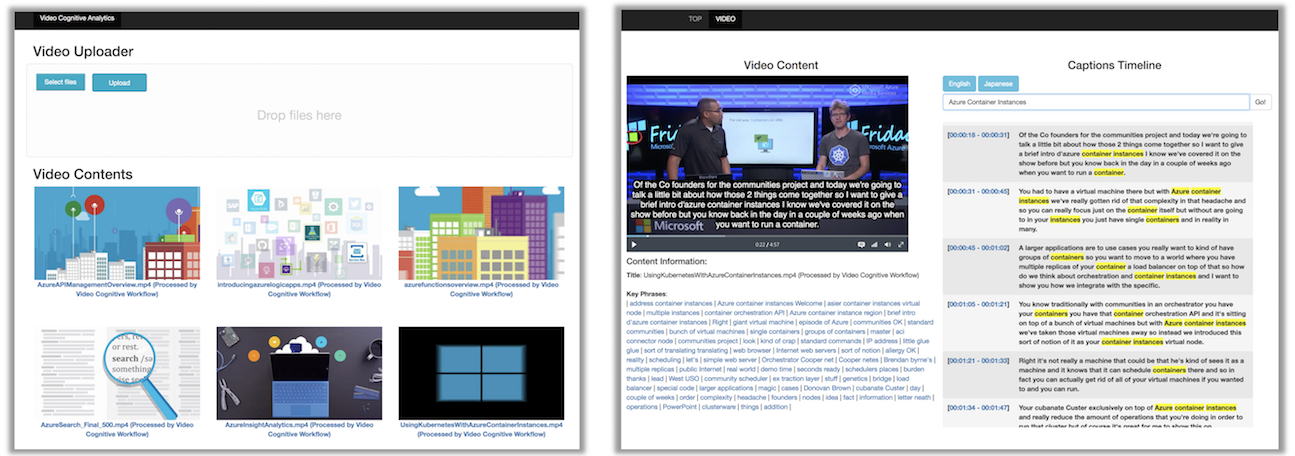 Video Cognitive Analytics
Video Uploader
Select files
Upload
Drop files here
Video Contents
AzureAPIManagementOverview.mp4 (Processed by
Video Cognitive Workflow)
introducingazurelogicapps.mp4 (Processed by
Video Cognitive Workflow)
azurefunctionsoverview.mp4 (Processed by Video
Cognitive Workflow)
or rest.
search /sə
something
AzureSearch_Final_500.mp4 (Processed by Video
Cognitive Workflow)
AzureInsightAnalytics.mp4 (Processed by Video
Cognitive Workflow)
UsingKubernetesWithAzureContainerInstances.mp4
(Processed by Video Cognitive Workflow)
TOP
VIDEO
Video Content
Microsoft Azure
Frid
Microsoft
Friday
Microsoft Azure
Of the Co founders for the communities project and today we're going to
talk a little bit about how those 2 things come together so I want to give a
brief intro d'azure container instances I know we've covered it on the
show before but you know back in the day in a couple of weeks ago when
you want to run a container.
Microsoft
0:22 / 4:57
Content Information:
Title: UsingKubernetesWithAzureContainerInstances.mp4 (Processed by Video Cognitive Workflow)
Key Phrases:
| address container instances | Azure container instances Welcome | asier container instances virtual
node | multiple instances | container orchestration API | Azure container instance region | brief intro
d'azure container instances | Right | giant virtual machine | episode of Azure | communities OK | standard
communities | bunch of virtual machines | single containers | groups of containers | master | aci
connector node | communities project | look | kind of crap | standard commands | IP address | little glue
glue | sort of translating translating | web browser | Internet web servers | sort of notion | allergy OK |
reality | scheduling | let's | simple web server | Orchestrator Cooper net | Cooper netes | Brendan byrne's |
multiple replicas | public Internet | real world | demo time | seconds ready | schedulers places | burden
thanks | lead | West USO | community scheduler | ex traction layer | stuff | genetics | bridge | load
balancer | special code | larger applications | magic | cases | Donovan Brown | cubanate Custer | day |
couple of weeks | order | complexity | headache | founders | nodes | idea | fact | information | letter neath |
operations | PowerPoint | clusterware | things | addition |
Captions Timeline
English
Japanese
Azure Container Instances
Go!
[00:00:16 - 00:00:31]
Of the Co founders for the communities project and today we're going to
talk a little bit about how those 2 things come together so I want to give
a brief intro d'azure container instances I know we've covered it on the
show before but you know back in the day in a couple of weeks ago
when you want to run a container.
[00:00:31 - 00:00:45]
You had to have a virtual machine there but with Azure container
instances we've really gotten rid of that complexity in that headache and
so you can really focus just on the container itself but without are going
to in your instances you just have single containers and in reality in
many.
[00:00:45 - 00:01:02]
A larger applications are to use cases you really want to kind of have
groups of containers so you want to move to a world where you have
multiple replicas of your container a load balancer on top of that so how
do we think about orchestration and container instances and I want to
show you how we integrate with the specific.
[00:01:05 - 00:01:21]
You know traditionally with communities in an orchestrator you have
your containers you have that container orchestration API and it's sitting
on top of a bunch of virtual machines but with Azure container instances
we've taken those virtual machines away so instead we introduced this
sort of notion of it as your container instances virtual node.
[00:01:21 - 00:01:33]
Right it's not really a machine that could be that he's kind of sees it as a
machine and it knows that it can schedule containers there and so in
fact you can actually get rid of all of your virtual machines if you wanted
to and you can run.
[00:01:34 - 00:01:47]
Your cubanate Custer exclusively on top of Azure container instances
and really reduce the amount of operations that you're doing in order to
run that cluster but of course it's great for me to show this on